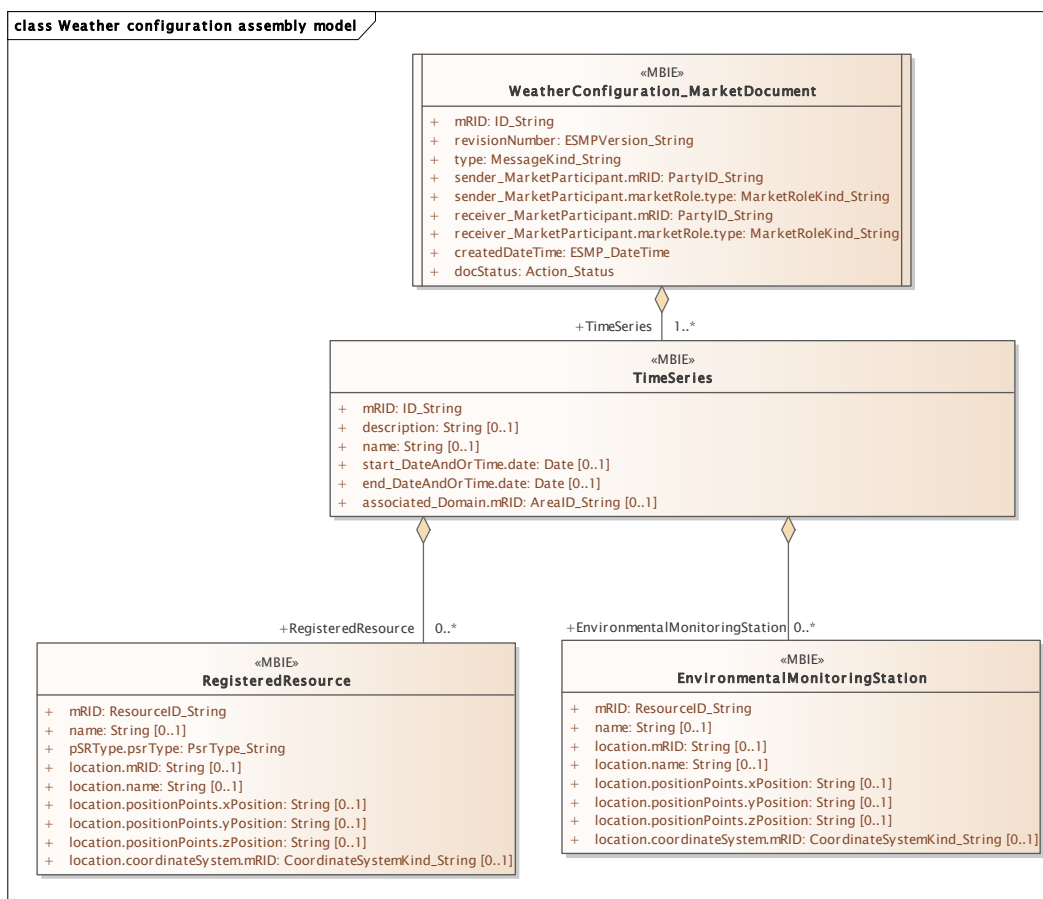 class Weather configuration assembly model
«MBIE»
WeatherConfiguration_MarketDocument
+ mRID: ID_String
+ revisionNumber: ESMPVersion_String
+ type: MessageKind_String
+ sender_MarketParticipant.mRID: PartyID_String
+ sender_MarketParticipant.marketRole.type: MarketRoleKind_String
+ receiver_MarketParticipant.mRID: PartyID_String
+ receiver_MarketParticipant.marketRole.type: MarketRoleKind_String
+ createdDateTime: ESMP_DateTime
+ docStatus: Action_Status
+TimeSeries 1..*
«MBIE»
TimeSeries
+ mRID: ID_String
+ description: String [0..1]
+ name: String [0..1]
+ start_DateAndOrTime.date: Date [0..1]
+ end_DateAndOrTime.date: Date [0..1]
+ associated_Domain.mRID: AreaID_String [0..1]
+RegisteredResource 0..*
«MBIE»
RegisteredResource
+ mRID: ResourceID_String
+ name: String [0..1]
+ pSRType.psrType: PsrType_String
+ location.mRID: String [0..1]
+ location.name: String [0..1]
+ location.positionPoints.xPosition: String [0..1]
+ location.positionPoints.yPosition: String [0..1]
+ location.positionPoints.zPosition: String [0..1]
+ location.coordinateSystem.mRID: CoordinateSystemKind_String [0..1]
+EnvironmentalMonitoringStation 0..*
«MBIE»
EnvironmentalMonitoringStation
+ mRID: ResourceID_String
+ name: String [0..1]
+ location.mRID: String [0..1]
+ location.name: String [0..1]
+ location.positionPoints.xPosition: String [0..1]
+ location.positionPoints.yPosition: String [0..1]
+ location.positionPoints.zPosition: String [0..1]
+ location.coordinateSystem.mRID: CoordinateSystemKind_String [0..1]